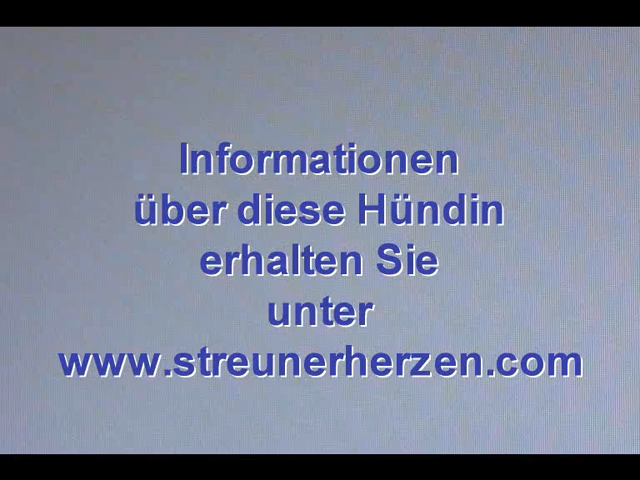 Informationen
über diese Hündin
erhalten Sie
unter
www.streunerherzen.com